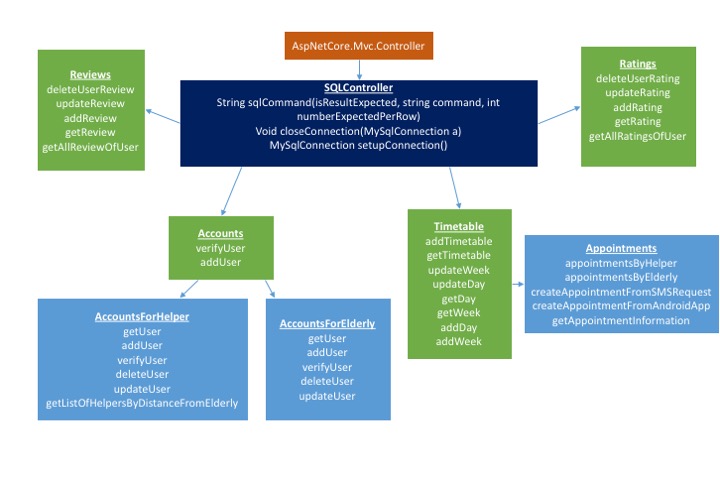 AspNetCore.Mvc.Controller
SQLController
String sqlCommand(isResultExpected, string command, int
numberExpectedPerRow)
Void closeConnection(MySqlConnection a)
MySqlConnection setupConnection()
Reviews
deleteUserReview
updateReview
addReview
getReview
getAllReviewOfUser
Ratings
deleteUserRating
updateRating
addRating
getRating
getAllRatingsOfUser
Accounts
verifyUser
addUser
Timetable
addTimetable
getTimetable
updateWeek
updateDay
getDay
getWeek
addDay
addWeek
Appointments
appointmentsByHelper
appointmentsByElderly
createAppointmentFromSMSRequest
createAppointmentFromAndroidApp
getAppointmentInformation
AccountsForHelper
getUser
addUser
verifyUser
deleteUser
updateUser
getListOfHelpersByDistanceFromElderly
AccountsForElderly
getUser
addUser
verifyUser
deleteUser
updateUser